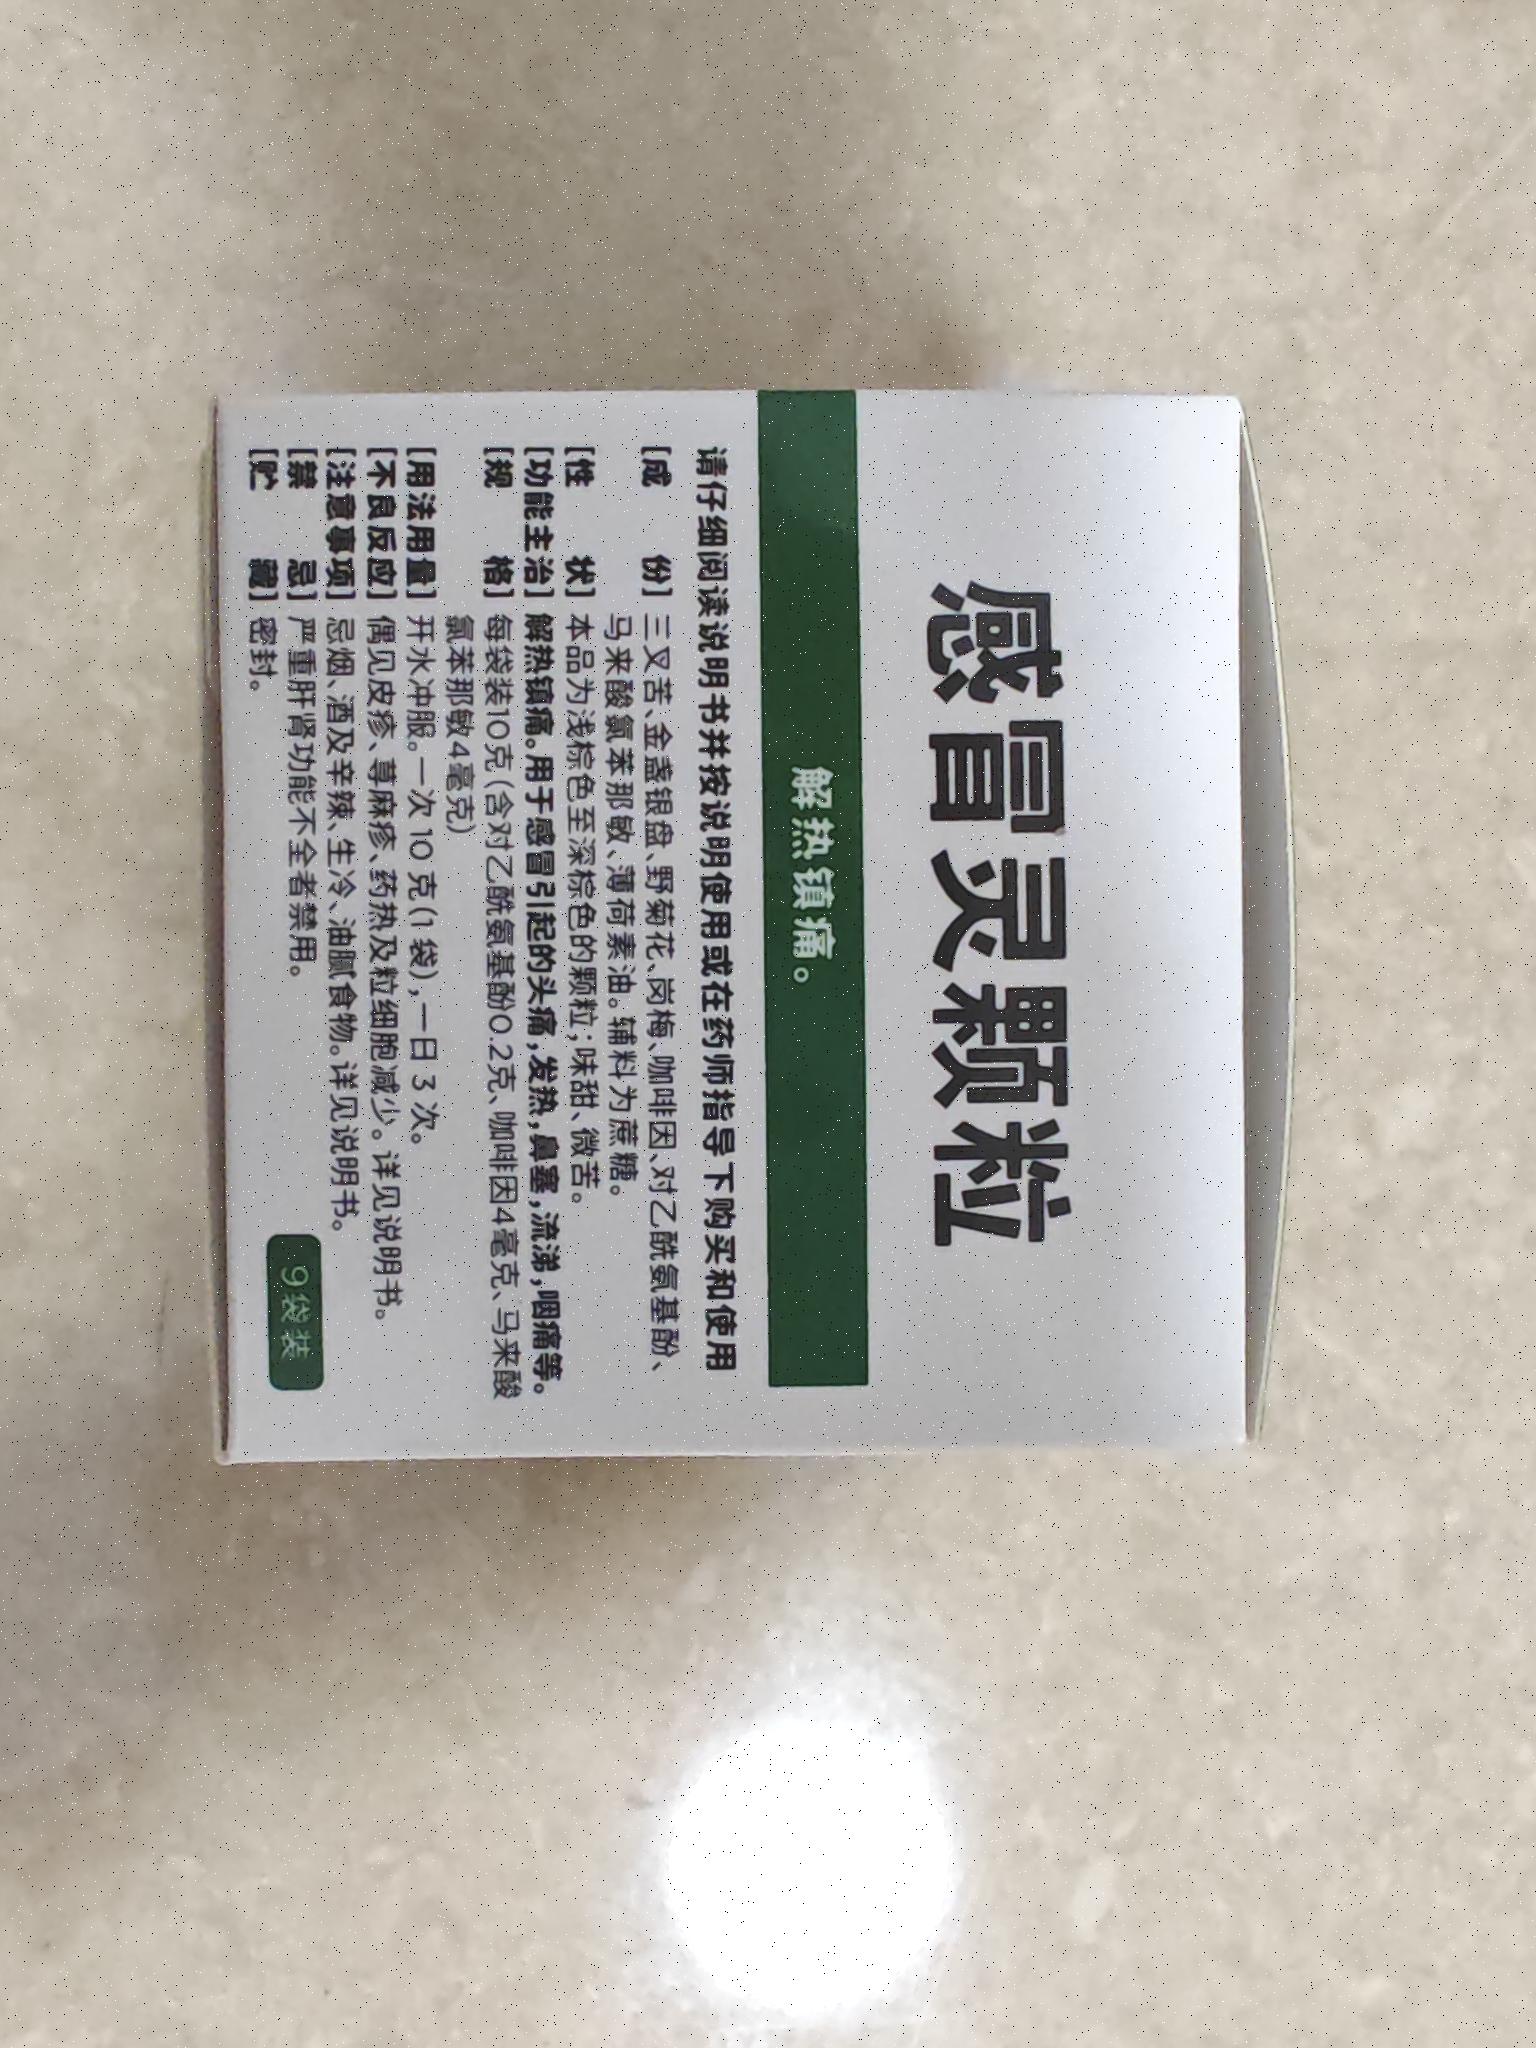 感冒灵颗粒
解热镇痛。
请仔细阅读说明书并按说明使用或在药师指导下购买和使用
[成 份] 三叉苦、金盏银盘、野菊花、岗梅、咖啡因、对乙酰氨基酚、
马来酸氯苯那敏、薄荷素油。辅料为蔗糖。
[性 状] 本品为浅棕色至深棕色的颗粒；味甜、微苦。
[功能主治] 解热镇痛。用于感冒引起的头痛，发热，鼻塞，流涕，咽痛等。
[规 格] 每袋装10克（含对乙酰氨基酚0.2克、咖啡因4毫克、马来酸
氯苯那敏4毫克）
[用法用量] 开水冲服。一次 10 克（1 袋），一日 3 次。
[不良反应] 偶见皮疹、荨麻疹、药热及粒细胞减少。详见说明书。
[注意事项] 忌烟、酒及辛辣、生冷、油腻食物。详见说明书。
[禁 忌] 严重肝肾功能不全者禁用。
[贮 藏] 密封。
9袋装